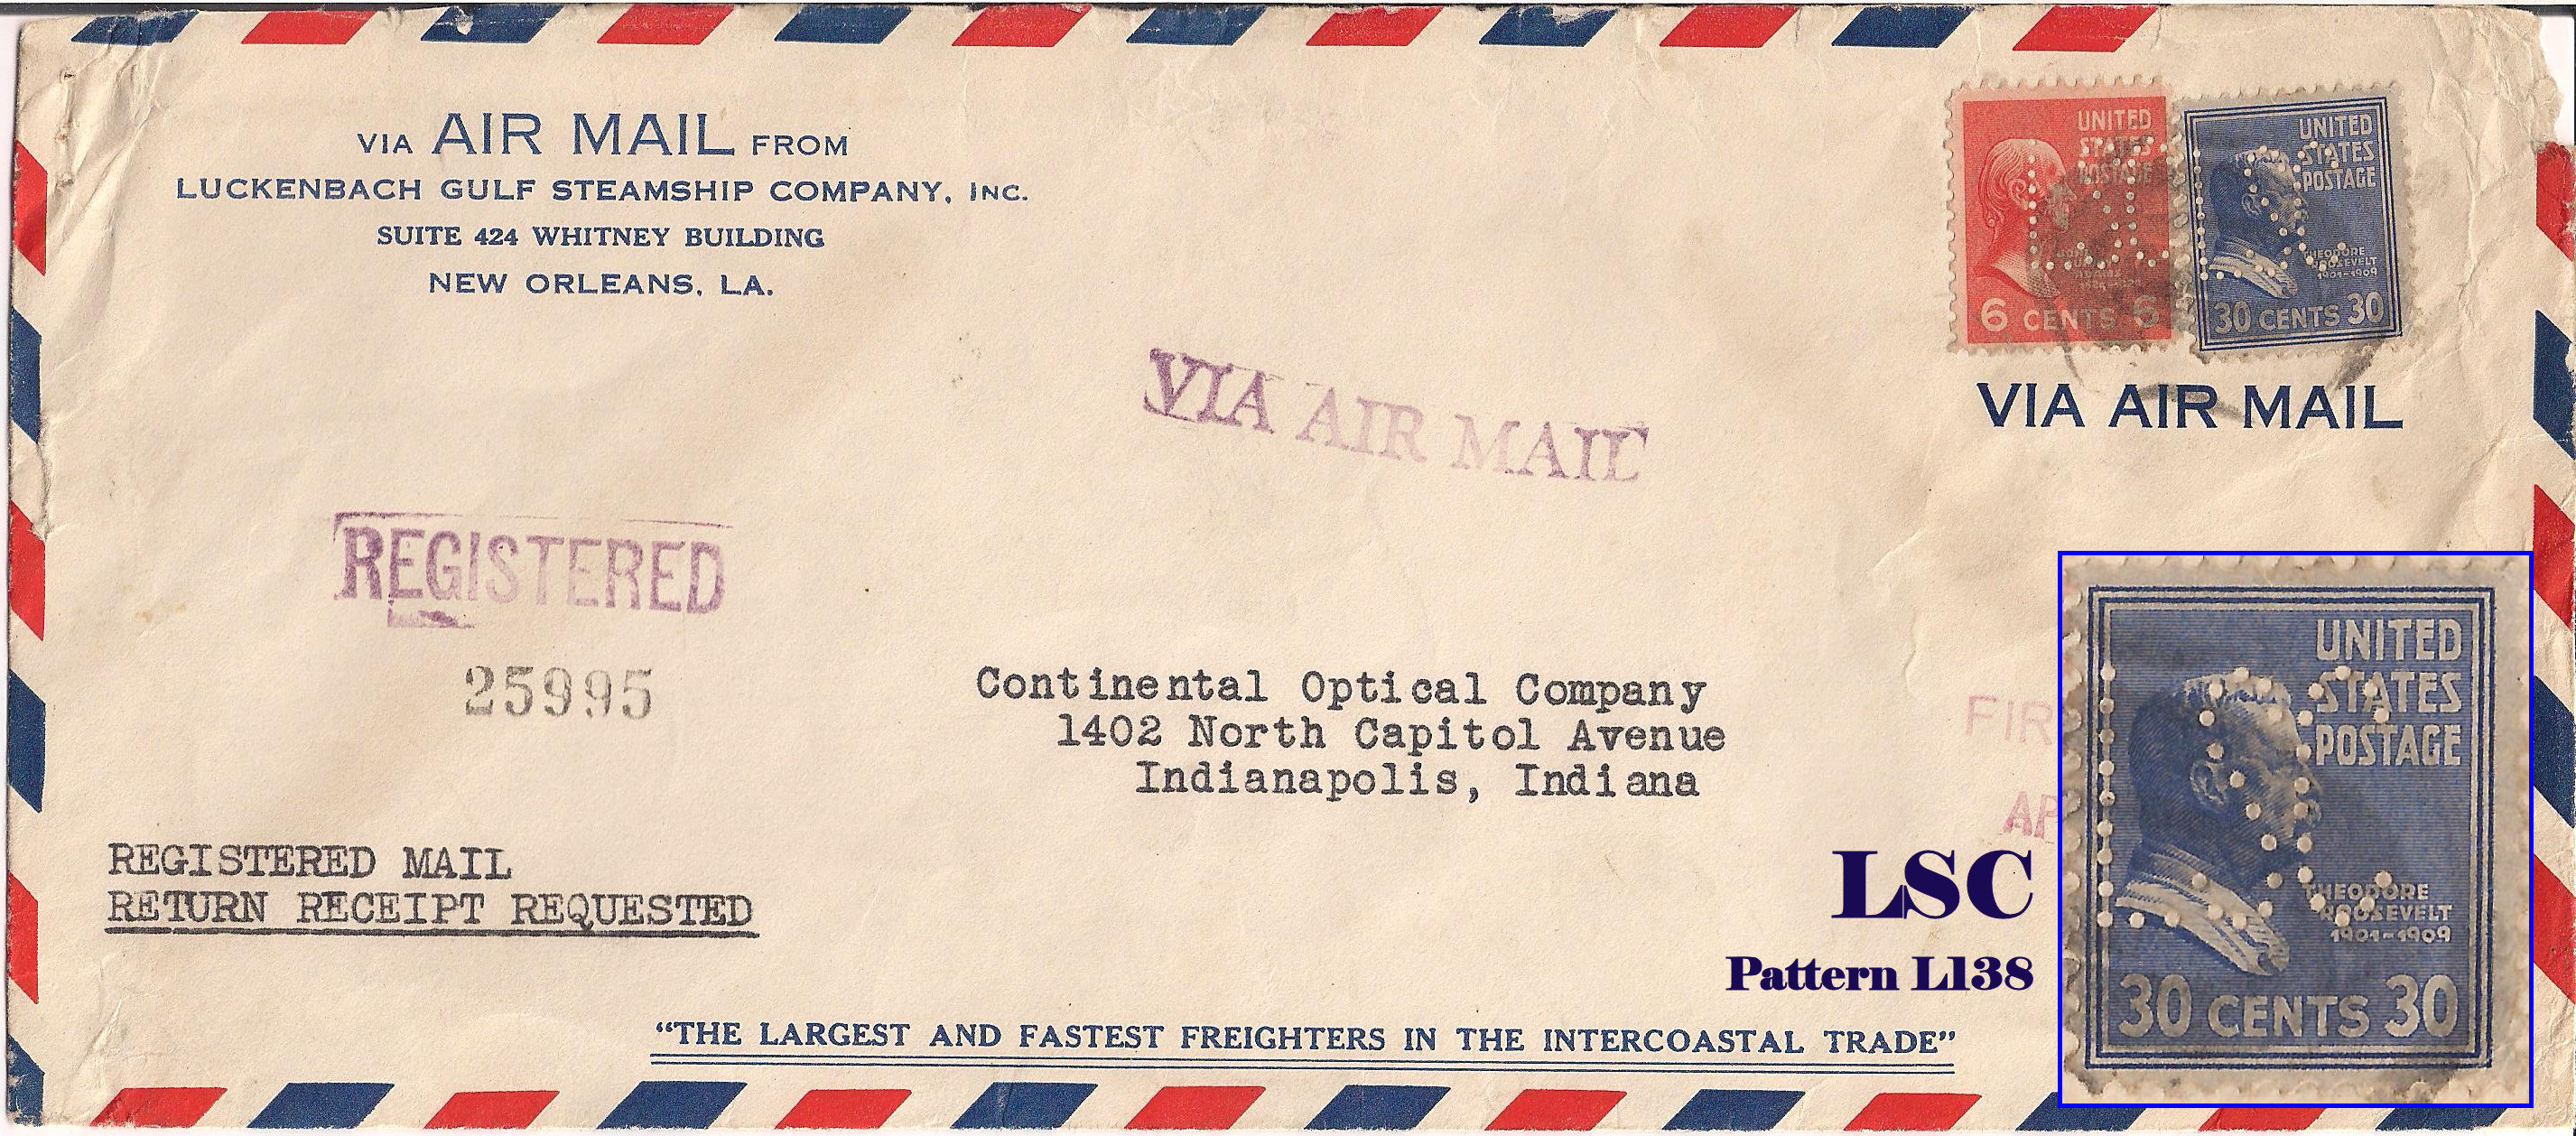 VIA AIR MAIL FROM
LUCKENBACH GULF STEAMSHIP COMPANY, INC.
SUITE 424 WHITNEY BUILDING
NEW ORLEANS, LA.
UNITED
STATES
POSTAGE
6 CENTS 6
UNITED
STATES
POSTAGE
THEODORE
ROOSEVELT
1901-1909
30 CENTS 30
VIA AIR MAIL
VIA AIR MAIL
REGISTERED
25995
Continental Optical Company
1402 North Capitol Avenue
Indianapolis, Indiana
REGISTERED MAIL
RETURN RECEIPT REQUESTED
FIR
AP
LSC
Pattern L138
UNITED
STATES
POSTAGE
THEODORE
ROOSEVELT
1901-1909
30 CENTS 30
"THE LARGEST AND FASTEST FREIGHTERS IN THE INTERCOASTAL TRADE"